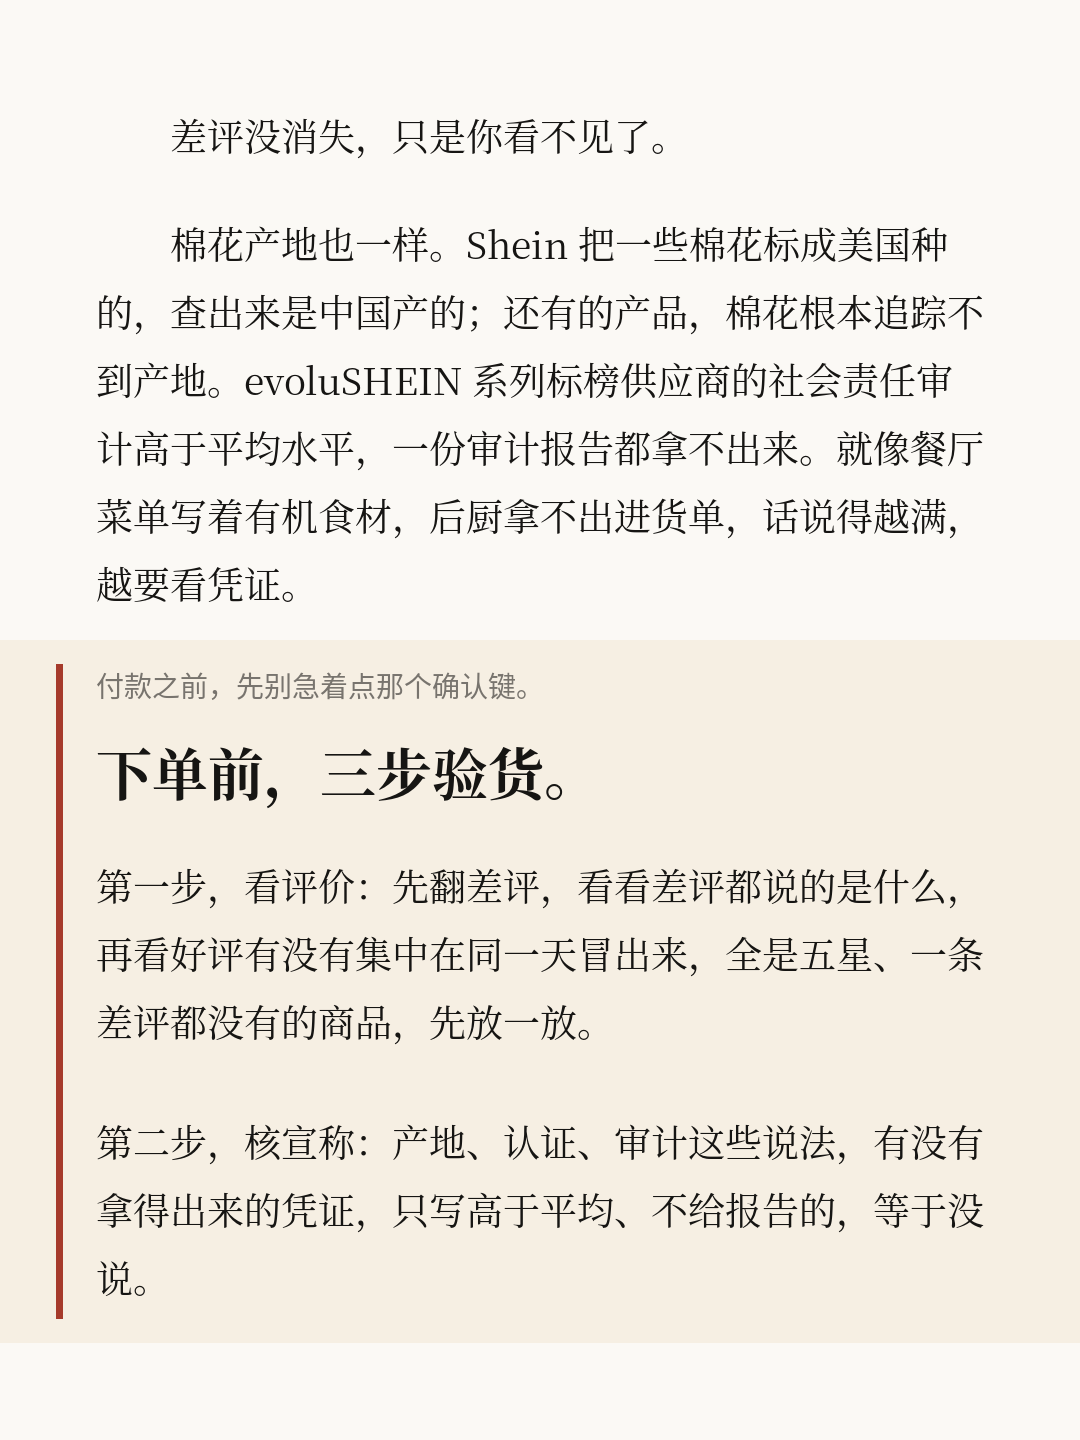 差评没消失，只是你看不见了。
棉花产地也一样。Shein 把一些棉花标成美国种
的，查出来是中国产的；还有的产品，棉花根本追踪不
到产地。evoluSHEIN 系列标榜供应商的社会责任审
计高于平均水平，一份审计报告都拿不出来。就像餐厅
菜单写着有机食材，后厨拿不出进货单，话说得越满，
越要看凭证。
付款之前，先别急着点那个确认键。
下单前，三步验货。
第一步，看评价：先翻差评，看看差评都说的是什么，
再看好评有没有集中在同一天冒出来，全是五星、一条
差评都没有的商品，先放一放。
第二步，核宣称：产地、认证、审计这些说法，有没有
拿得出来的凭证，只写高于平均、不给报告的，等于没
说。